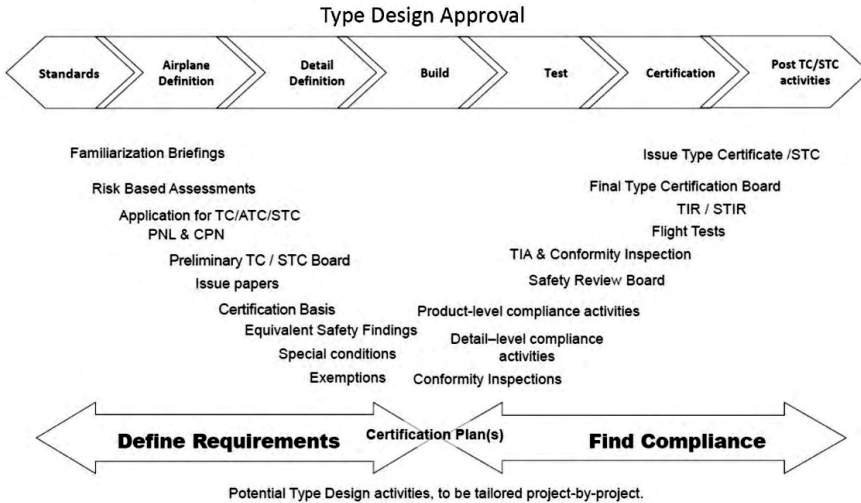 Type Design Approval
Standards
Airplane
Definition
Detail
Definition
Build
Test
Certification
Post TC/STC
activities
Familiarization Briefings
Risk Based Assessments
Application for TC/ATC/STC
PNL & CPN
Preliminary TC / STC Board
Issue papers
Certification Basis
Equivalent Safety Findings
Special conditions
Exemptions
Issue Type Certificate /STC
Final Type Certification Board
TIR / STIR
Flight Tests
TIA & Conformity Inspection
Safety Review Board
Product-level compliance activities
Detail–level compliance
activities
Conformity Inspections
Define Requirements
Certification Plan(s)
Find Compliance
Potential Type Design activities, to be tailored project-by-project.